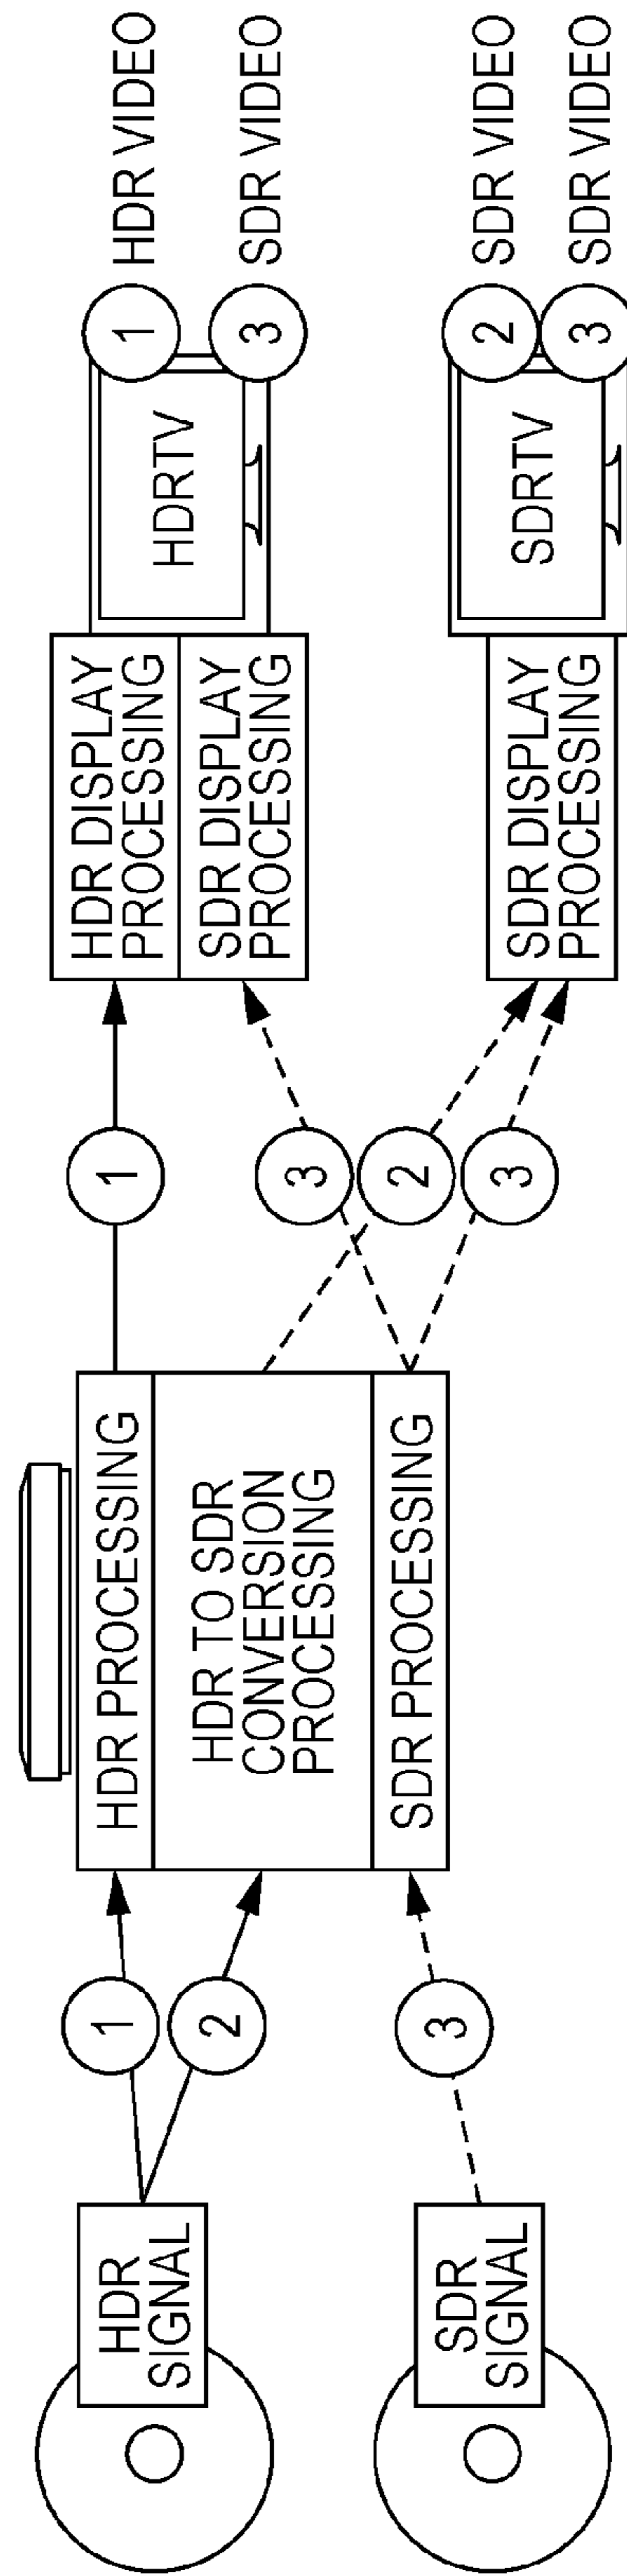 HDR
SIGNAL
1
2
HDR PROCESSING
HDR TO SDR
CONVERSION
PROCESSING
SDR PROCESSING
1
3
2
3
HDR DISPLAY
PROCESSING
SDR DISPLAY
PROCESSING
HDRTV
1
HDR VIDEO
3
SDR VIDEO
SDR
SIGNAL
3
SDR DISPLAY
PROCESSING
SDRTV
2
SDR VIDEO
3
SDR VIDEO